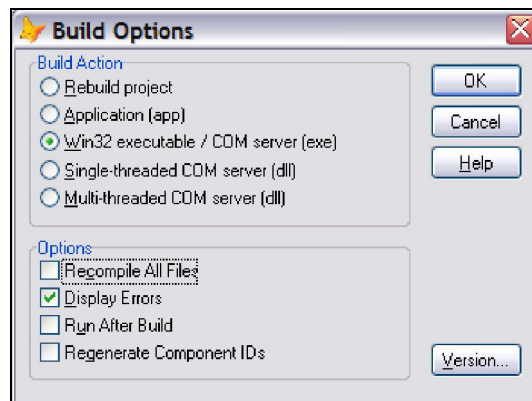 Build Options
Build Action
Rebuild project
Application (app)
Win32 executable / COM server (exe)
Single-threaded COM server (dll)
Multi-threaded COM server (dll)
OK
Cancel
Help
Options
Recompile All Files
Display Errors
Run After Build
Regenerate Component IDs
Version...